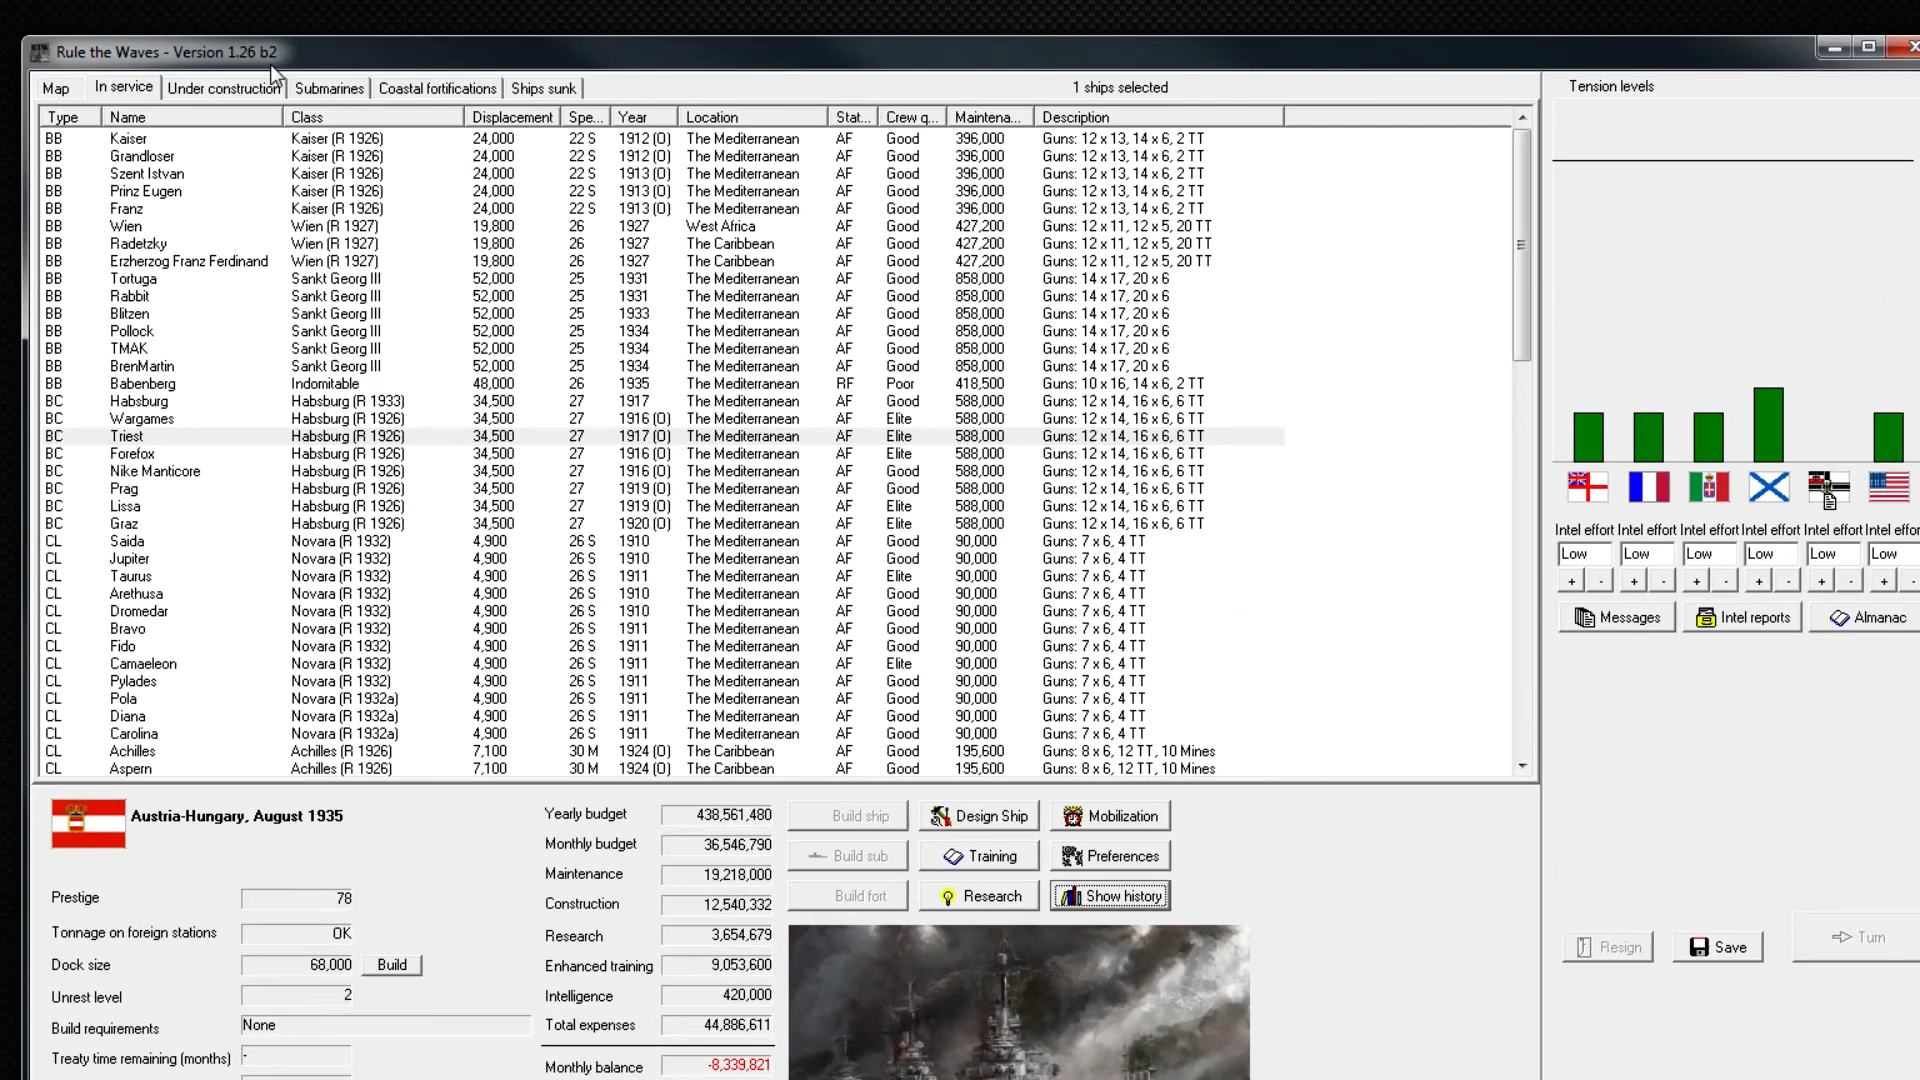 Rule the Waves - Version 1.26 b2
Map In service Under construction Submarines Coastal fortifications Ships sunk 1 ships selected Tension levels
Type Name Class Displacement Spe... Year Location Stat... Crew q... Maintena... Description
BB Kaiser Kaiser (R 1926) 24,000 22 S 1912 (O) The Mediterranean AF Good 396,000 Guns: 12 x 13, 14 x 6, 2 TT
BB Grandloser Kaiser (R 1926) 24,000 22 S 1912 (O) The Mediterranean AF Good 396,000 Guns: 12 x 13, 14 x 6, 2 TT
BB Szent Istvan Kaiser (R 1926) 24,000 22 S 1913 (O) The Mediterranean AF Good 396,000 Guns: 12 x 13, 14 x 6, 2 TT
BB Prinz Eugen Kaiser (R 1926) 24,000 22 S 1913 (O) The Mediterranean AF Good 396,000 Guns: 12 x 13, 14 x 6, 2 TT
BB Franz Kaiser (R 1926) 24,000 22 S 1913 (O) The Mediterranean AF Good 396,000 Guns: 12 x 13, 14 x 6, 2 TT
BB Wien Wien (R 1927) 19,800 26 1927 West Africa AF Good 427,200 Guns: 12 x 11, 12 x 5, 20 TT
BB Radetzky Wien (R 1927) 19,800 26 1927 The Caribbean AF Good 427,200 Guns: 12 x 11, 12 x 5, 20 TT
BB Erzherzog Franz Ferdinand Wien (R 1927) 19,800 26 1927 The Caribbean AF Good 427,200 Guns: 12 x 11, 12 x 5, 20 TT
BB Tortuga Sankt Georg III 52,000 25 1931 The Mediterranean AF Good 858,000 Guns: 14 x 17, 20 x 6
BB Rabbit Sankt Georg III 52,000 25 1931 The Mediterranean AF Good 858,000 Guns: 14 x 17, 20 x 6
BB Blitzen Sankt Georg III 52,000 25 1933 The Mediterranean AF Good 858,000 Guns: 14 x 17, 20 x 6
BB Pollock Sankt Georg III 52,000 25 1934 The Mediterranean AF Good 858,000 Guns: 14 x 17, 20 x 6
BB TMAK Sankt Georg III 52,000 25 1934 The Mediterranean AF Good 858,000 Guns: 14 x 17, 20 x 6
BB BrenMartin Sankt Georg III 52,000 25 1934 The Mediterranean AF Good 858,000 Guns: 14 x 17, 20 x 6
BB Babenberg Indomitable 48,000 26 1935 The Mediterranean RF Poor 418,500 Guns: 10 x 16, 14 x 6, 2 TT
BC Habsburg Habsburg (R 1933) 34,500 27 1917 The Mediterranean AF Good 588,000 Guns: 12 x 14, 16 x 6, 6 TT
BC Wargames Habsburg (R 1926) 34,500 27 1916 (O) The Mediterranean AF Elite 588,000 Guns: 12 x 14, 16 x 6, 6 TT
BC Triest Habsburg (R 1926) 34,500 27 1917 (O) The Mediterranean AF Elite 588,000 Guns: 12 x 14, 16 x 6, 6 TT
BC Forefox Habsburg (R 1926) 34,500 27 1916 (O) The Mediterranean AF Elite 588,000 Guns: 12 x 14, 16 x 6, 6 TT
BC Nike Manticore Habsburg (R 1926) 34,500 27 1916 (O) The Mediterranean AF Good 588,000 Guns: 12 x 14, 16 x 6, 6 TT
BC Prag Habsburg (R 1926) 34,500 27 1919 (O) The Mediterranean AF Good 588,000 Guns: 12 x 14, 16 x 6, 6 TT
BC Lissa Habsburg (R 1926) 34,500 27 1919 (O) The Mediterranean AF Elite 588,000 Guns: 12 x 14, 16 x 6, 6 TT
BC Graz Habsburg (R 1926) 34,500 27 1920 (O) The Mediterranean AF Elite 588,000 Guns: 12 x 14, 16 x 6, 6 TT
CL Saida Novara (R 1932) 4,900 26 S 1910 The Mediterranean AF Good 90,000 Guns: 7 x 6, 4 TT
CL Jupiter Novara (R 1932) 4,900 26 S 1910 The Mediterranean AF Good 90,000 Guns: 7 x 6, 4 TT
CL Taurus Novara (R 1932) 4,900 26 S 1911 The Mediterranean AF Elite 90,000 Guns: 7 x 6, 4 TT
CL Arethusa Novara (R 1932) 4,900 26 S 1910 The Mediterranean AF Good 90,000 Guns: 7 x 6, 4 TT
CL Dromedar Novara (R 1932) 4,900 26 S 1910 The Mediterranean AF Good 90,000 Guns: 7 x 6, 4 TT
CL Bravo Novara (R 1932) 4,900 26 S 1911 The Mediterranean AF Good 90,000 Guns: 7 x 6, 4 TT
CL Fido Novara (R 1932) 4,900 26 S 1911 The Mediterranean AF Good 90,000 Guns: 7 x 6, 4 TT
CL Camaeleon Novara (R 1932) 4,900 26 S 1911 The Mediterranean AF Elite 90,000 Guns: 7 x 6, 4 TT
CL Pylades Novara (R 1932) 4,900 26 S 1911 The Mediterranean AF Good 90,000 Guns: 7 x 6, 4 TT
CL Pola Novara (R 1932a) 4,900 26 S 1911 The Mediterranean AF Good 90,000 Guns: 7 x 6, 4 TT
CL Diana Novara (R 1932a) 4,900 26 S 1911 The Mediterranean AF Good 90,000 Guns: 7 x 6, 4 TT
CL Carolina Novara (R 1932a) 4,900 26 S 1911 The Mediterranean AF Good 90,000 Guns: 7 x 6, 4 TT
CL Achilles Achilles (R 1926) 7,100 30 M 1924 (O) The Caribbean AF Good 195,600 Guns: 8 x 6, 12 TT, 10 Mines
CL Aspern Achilles (R 1926) 7,100 30 M 1924 (O) The Caribbean AF Good 195,600 Guns: 8 x 6, 12 TT, 10 Mines
Intel effort Intel effort Intel effort Intel effort Intel effort Intel effor
Low Low Low Low Low Low
+ - + - + - + - + - + -
Messages Intel reports Almanac
Austria-Hungary, August 1935
Prestige 78
Tonnage on foreign stations OK
Dock size 68,000 Build
Unrest level 2
Build requirements None
Treaty time remaining (months) -
Yearly budget 438,561,480
Monthly budget 36,546,790
Maintenance 19,218,000
Construction 12,540,332
Research 3,654,679
Enhanced training 9,053,600
Intelligence 420,000
Total expenses 44,886,611
Monthly balance -8,339,821
Build ship Design Ship Mobilization
Build sub Training Preferences
Build fort Research Show history
Resign Save Turn